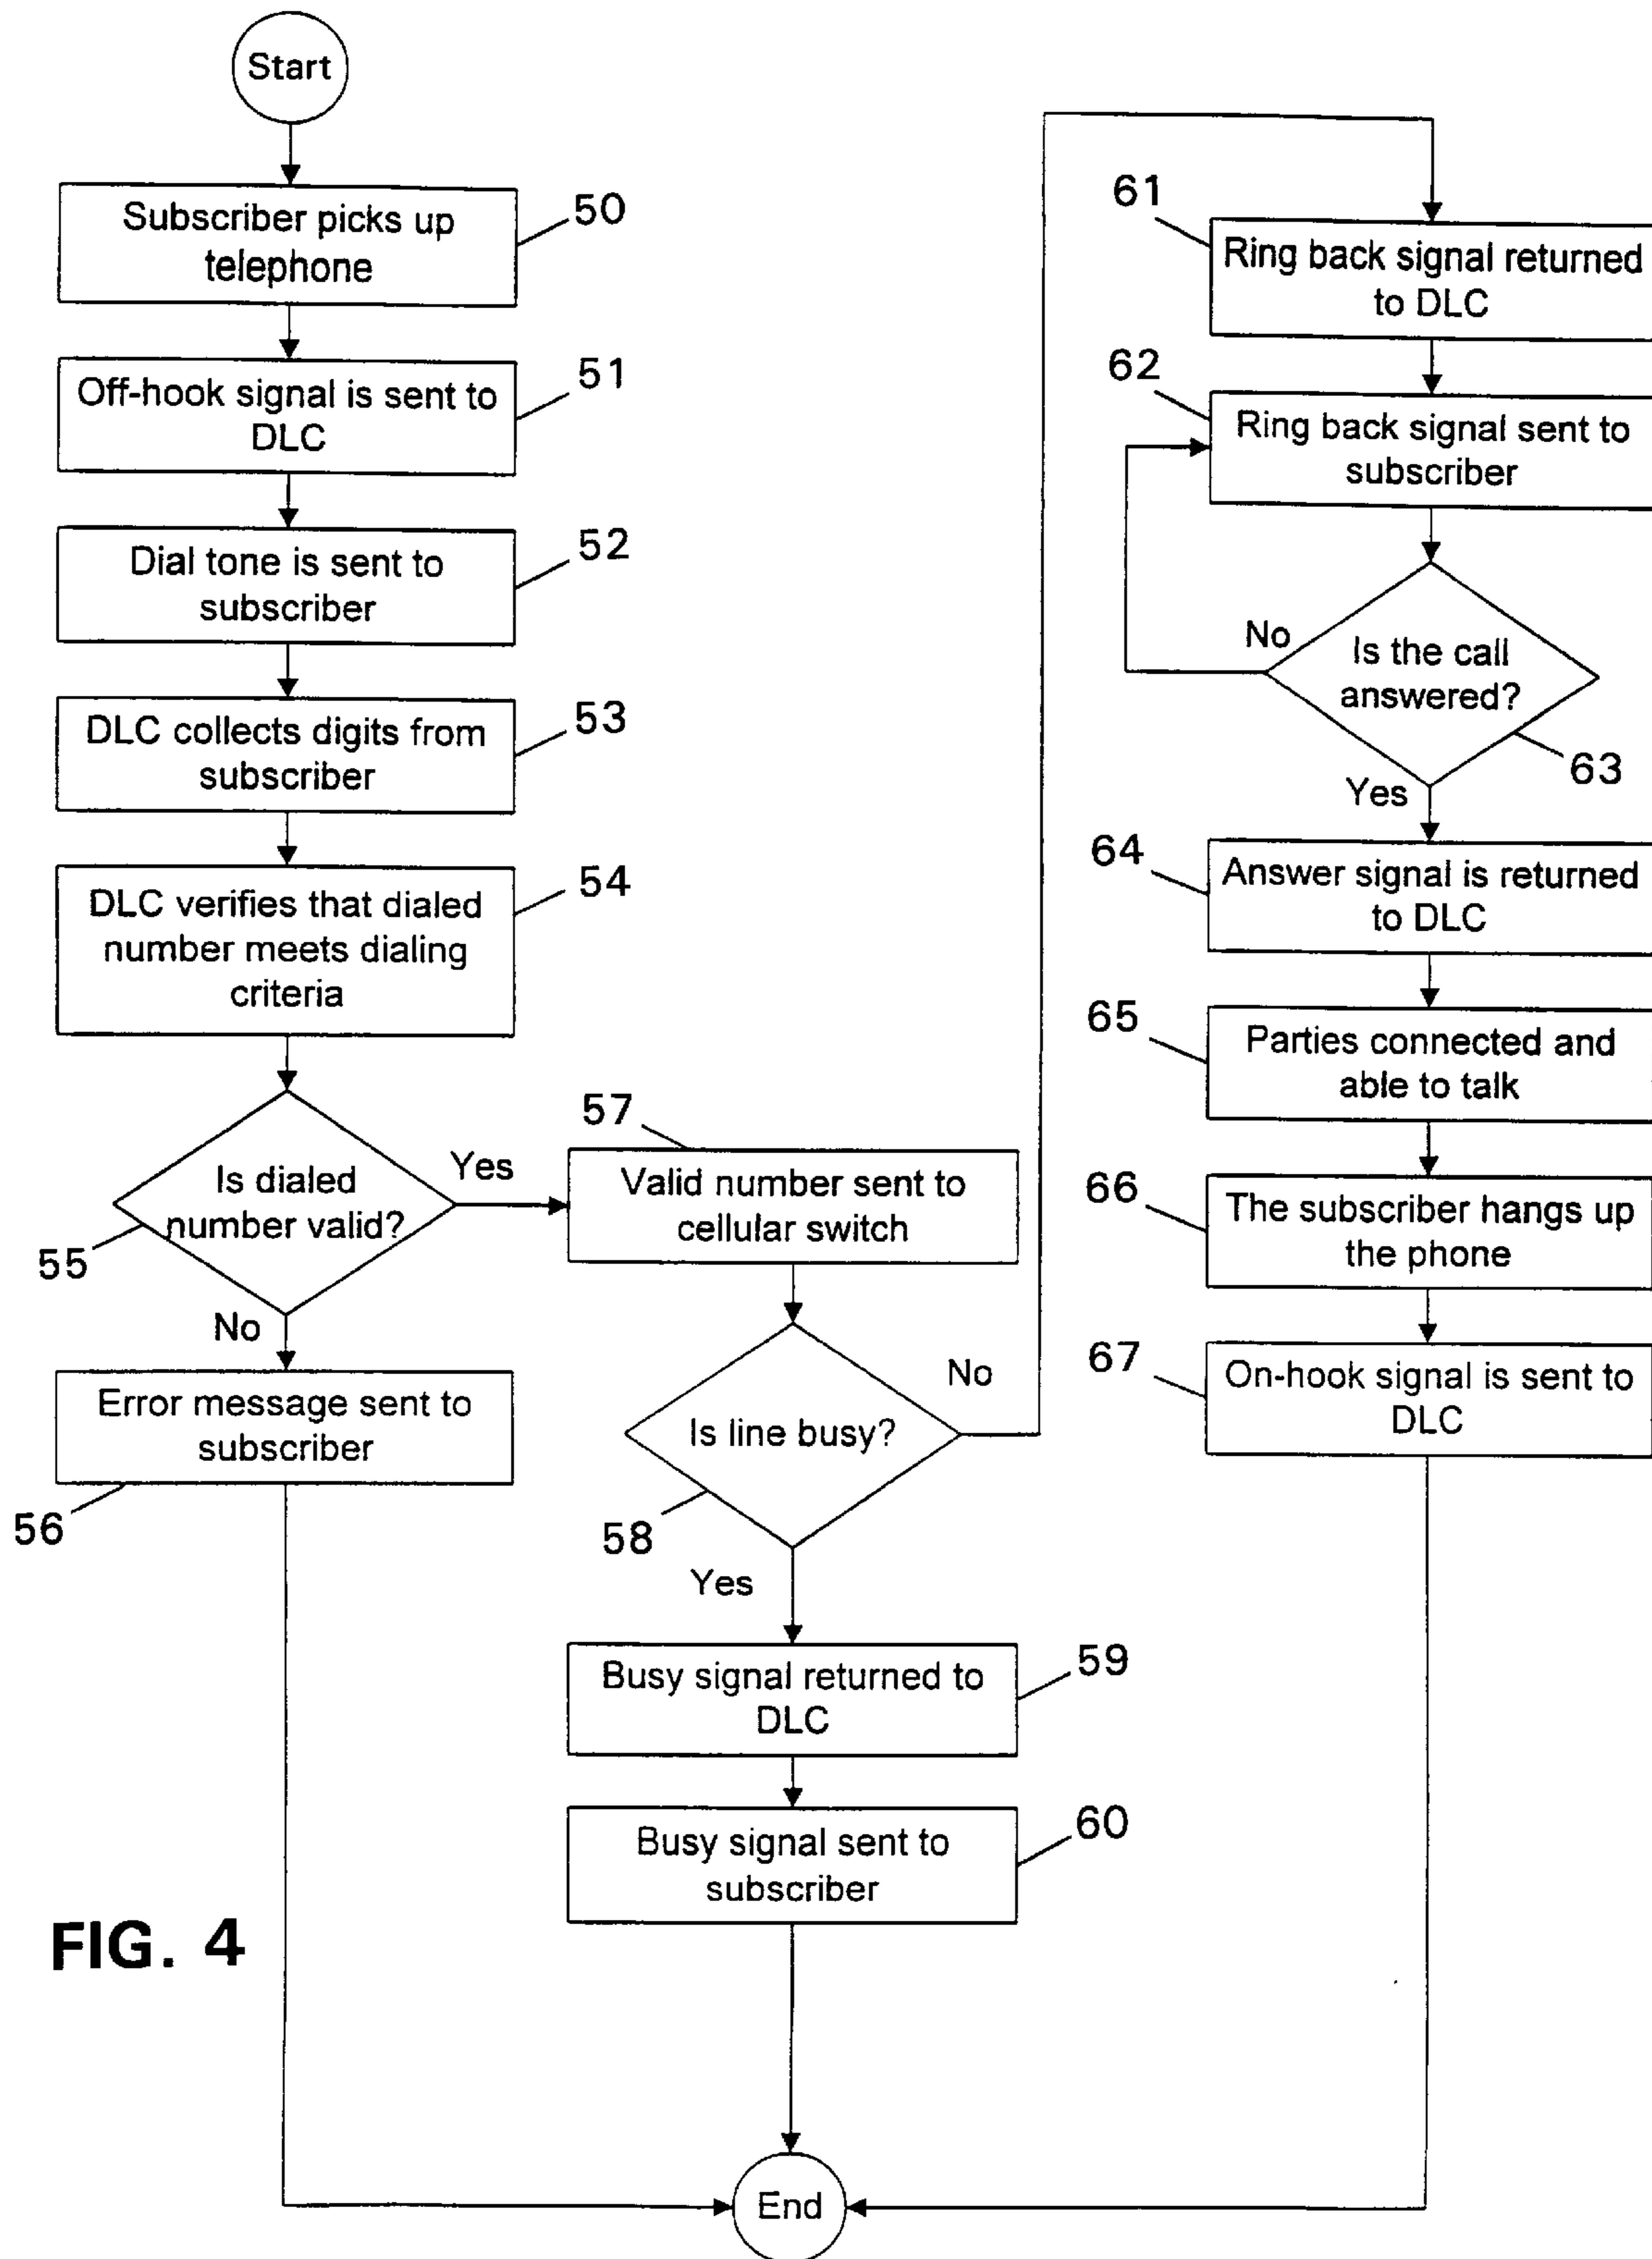 Start
Subscriber picks up
telephone
50
Off-hook signal is sent to
DLC
51
Dial tone is sent to
subscriber
52
DLC collects digits from
subscriber
53
DLC verifies that dialed
number meets dialing
criteria
54
Is dialed
number valid?
55
Yes
No
Error message sent to
subscriber
56
57
Valid number sent to
cellular switch
Is line busy?
58
No
Yes
Busy signal returned to
DLC
59
Busy signal sent to
subscriber
60
61
Ring back signal returned
to DLC
62
Ring back signal sent to
subscriber
No
Is the call
answered?
63
Yes
64
Answer signal is returned
to DLC
65
Parties connected and
able to talk
66
The subscriber hangs up
the phone
67
On-hook signal is sent to
DLC
End
FIG. 4